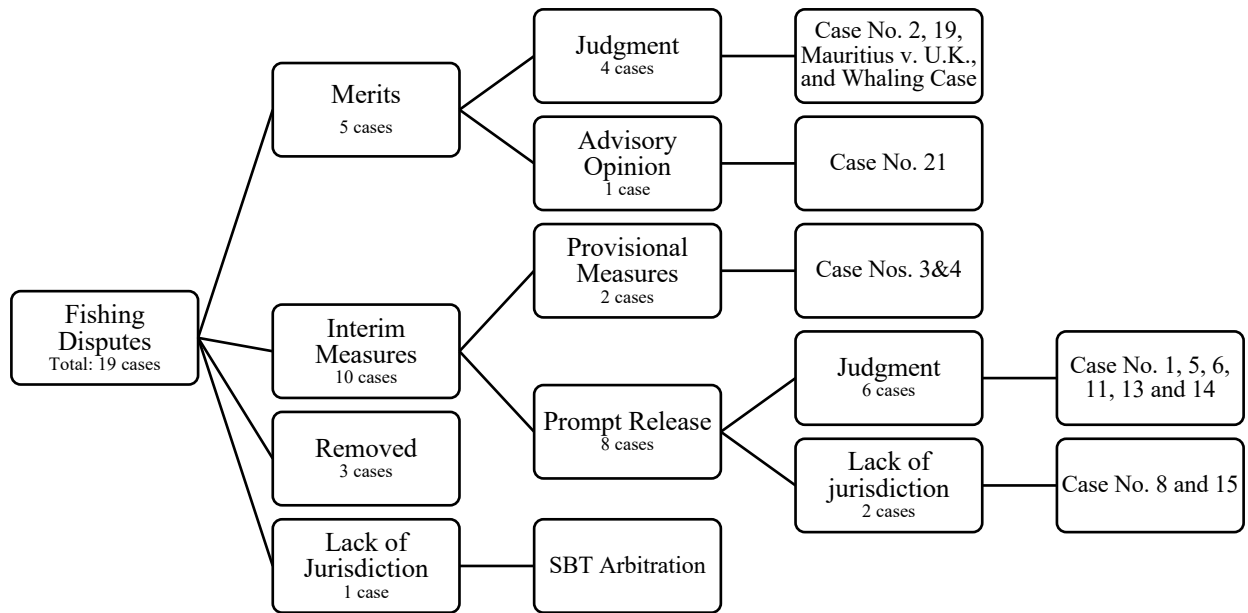 Fishing
Disputes
Total: 19 cases
Merits
5 cases
Judgment
4 cases
Case No. 2, 19,
Mauritius v. U.K.,
and Whaling Case
Advisory
Opinion
1 case
Case No. 21
Interim
Measures
10 cases
Provisional
Measures
2 cases
Case Nos. 3&4
Prompt Release
8 cases
Judgment
6 cases
Case No. 1, 5, 6,
11, 13 and 14
Lack of
jurisdiction
2 cases
Case No. 8 and 15
Removed
3 cases
Lack of
Jurisdiction
1 case
SBT Arbitration